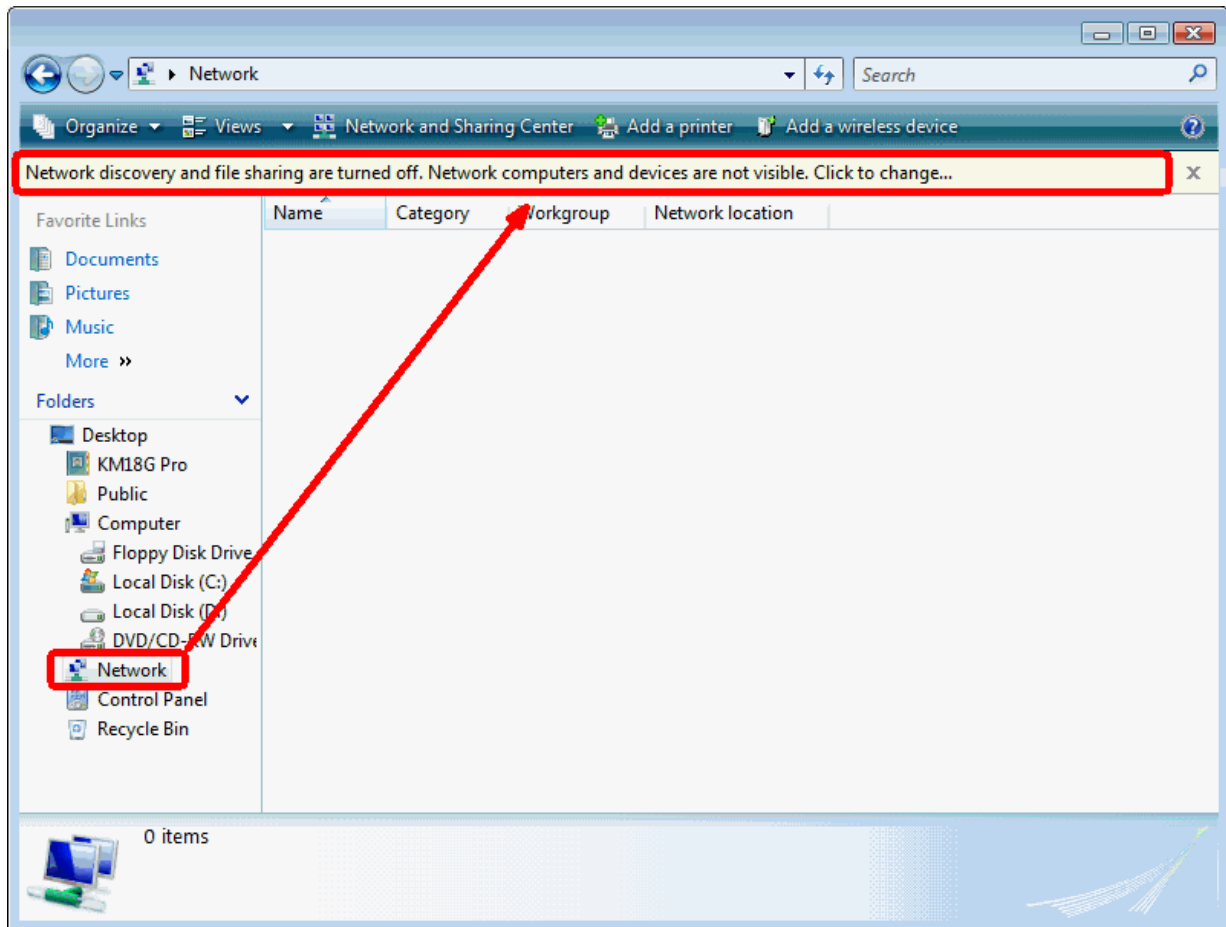 Network
Search
Organize Views Network and Sharing Center Add a printer Add a wireless device
Network discovery and file sharing are turned off. Network computers and devices are not visible. Click to change...
Favorite Links
Name Category Workgroup Network location
Documents
Pictures
Music
More »
Folders
Desktop
KM18G Pro
Public
Computer
Floppy Disk Drive
Local Disk (C:)
Local Disk (D:)
DVD/CD-RW Drive
Network
Control Panel
Recycle Bin
0 items